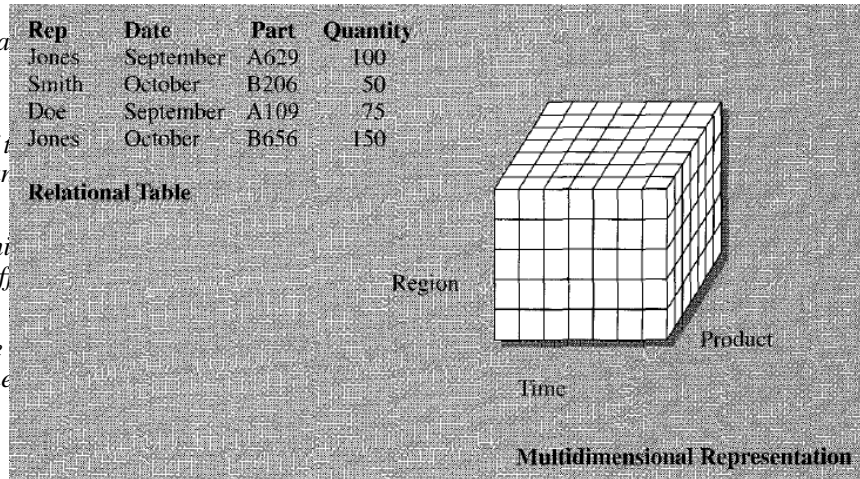 Rep Date Part Quantity
Jones September A629 100
Smith October B206 50
Doe September A109 75
Jones October B656 150
Relational Table
Region
Product
Time
Multidimensional Representation